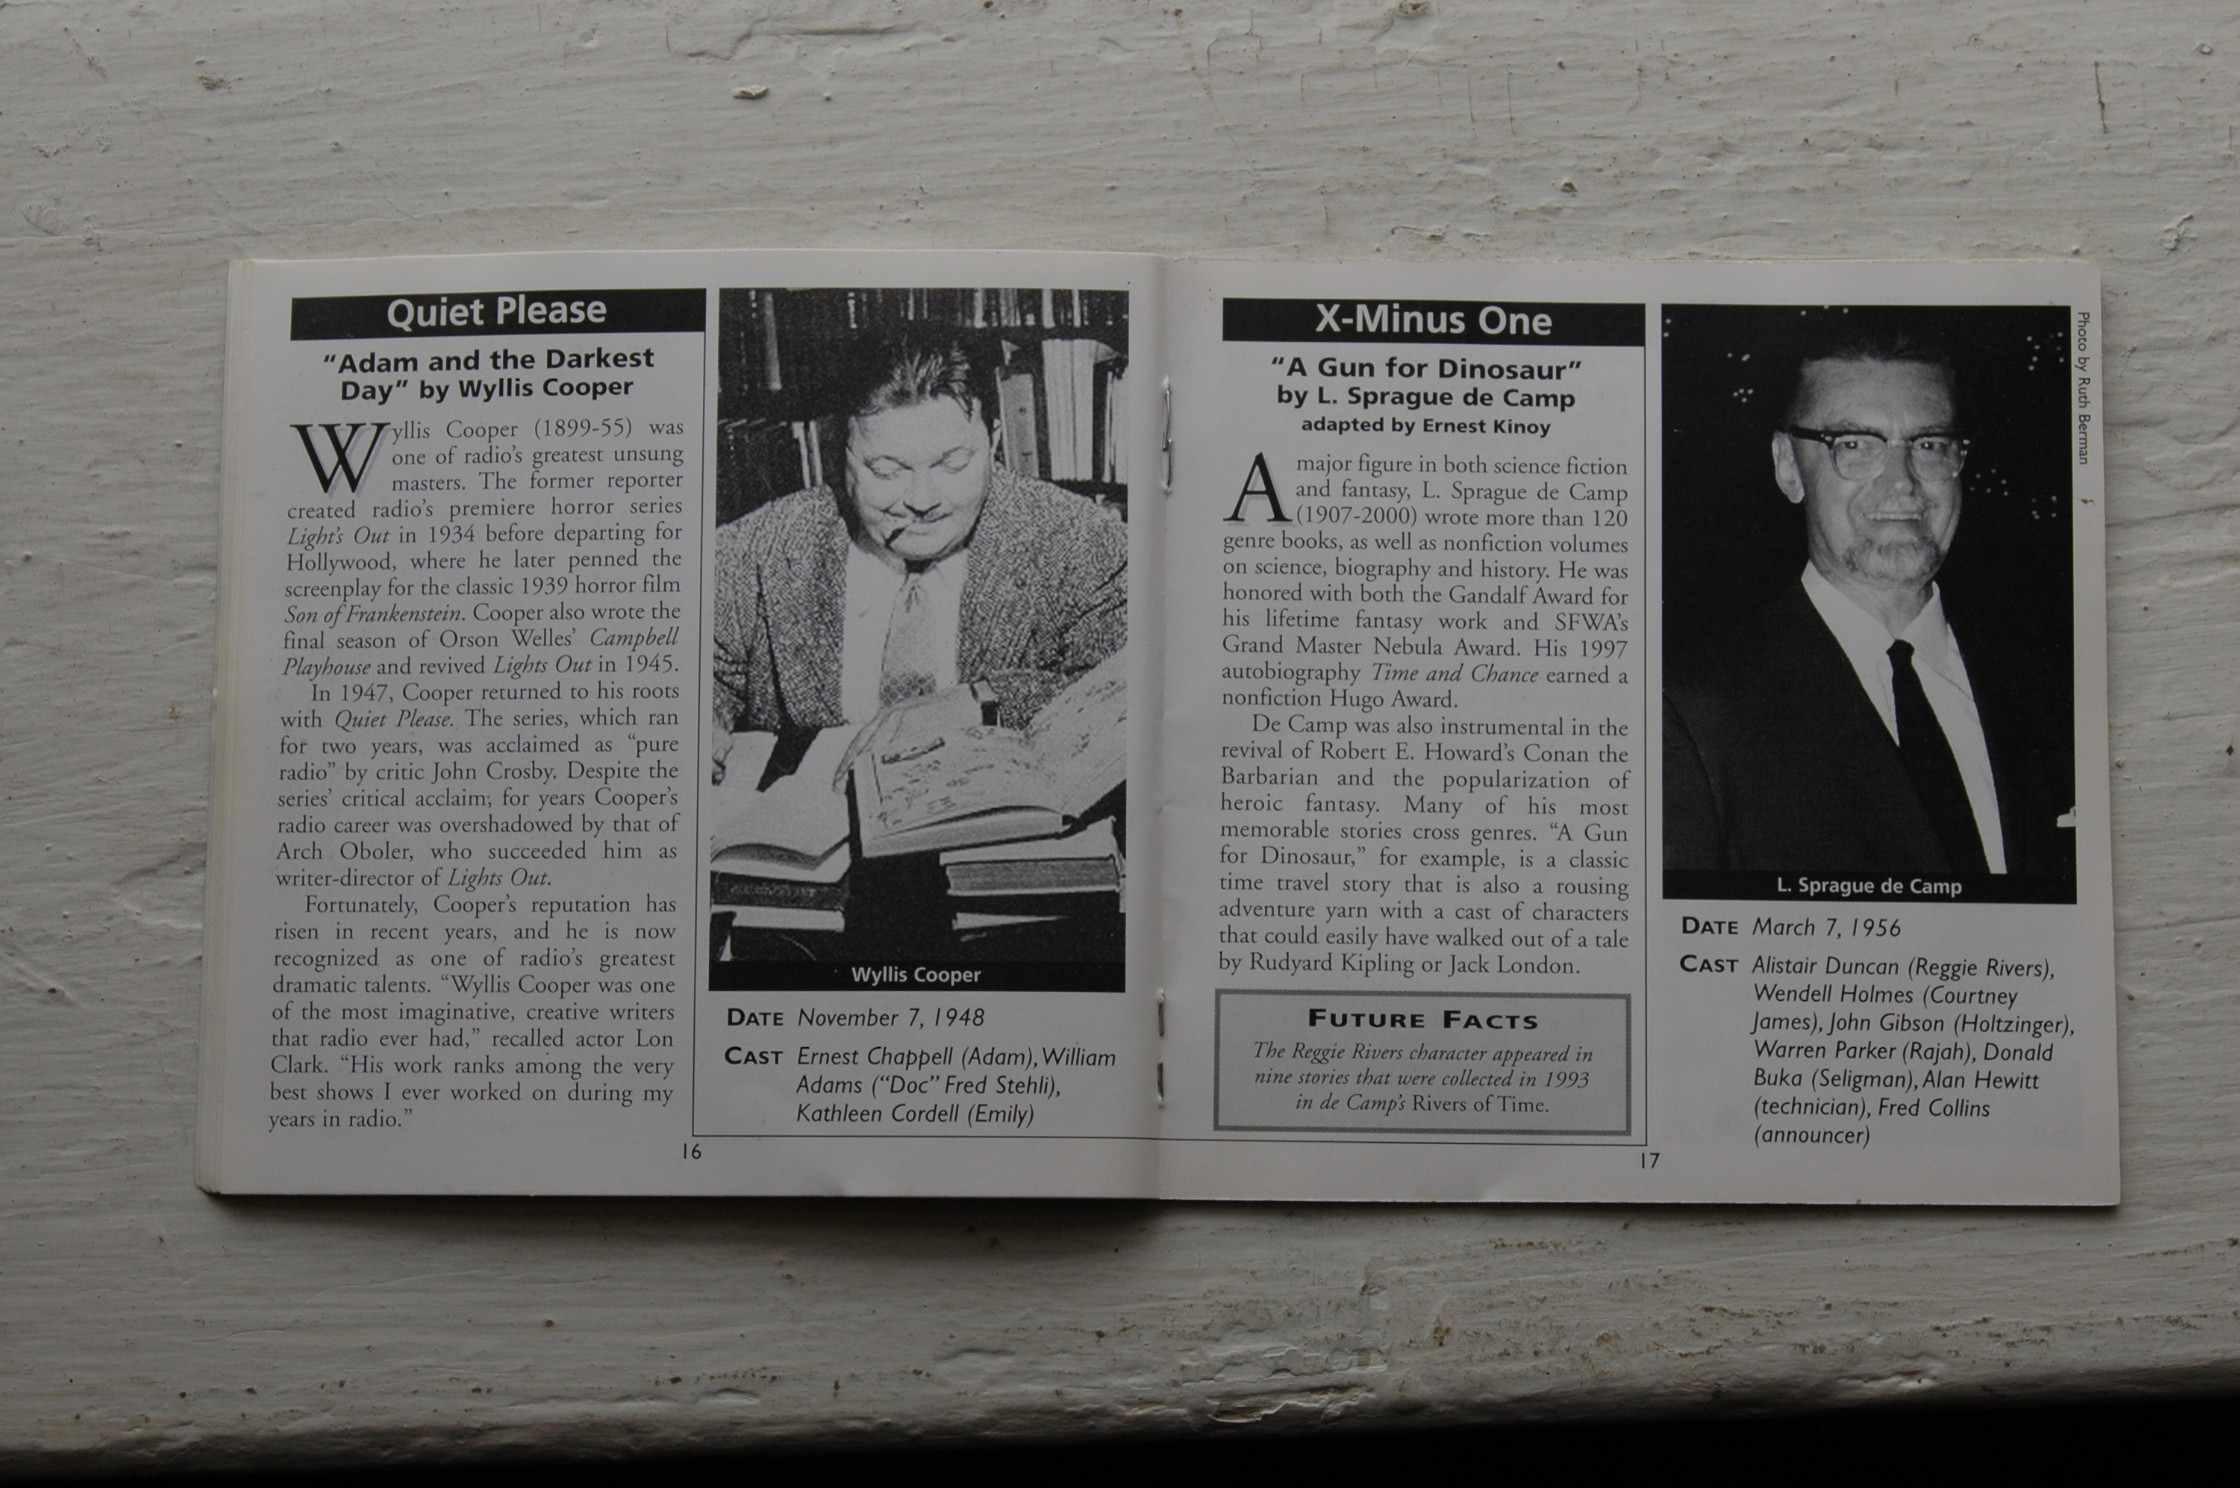 Quiet Please
“Adam and the Darkest
Day” by Wyllis Cooper
Wyllis Cooper (1899-55) was
one of radio’s greatest unsung
masters. The former reporter
created radio’s premiere horror series
Light’s Out in 1934 before departing for
Hollywood, where he later penned the
screenplay for the classic 1939 horror film
Son of Frankenstein. Cooper also wrote the
final season of Orson Welles’ Campbell
Playhouse and revived Lights Out in 1945.
In 1947, Cooper returned to his roots
with Quiet Please. The series, which ran
for two years, was acclaimed as “pure
radio” by critic John Crosby. Despite the
series’ critical acclaim; for years Cooper’s
radio career was overshadowed by that of
Arch Oboler, who succeeded him as
writer-director of Lights Out.
Fortunately, Cooper’s reputation has
risen in recent years, and he is now
recognized as one of radio’s greatest
dramatic talents. “Wyllis Cooper was one
of the most imaginative, creative writers
that radio ever had,” recalled actor Lon
Clark. “His work ranks among the very
best shows I ever worked on during my
years in radio.”
Wyllis Cooper
DATE November 7, 1948
CAST Ernest Chappell (Adam), William
Adams (“Doc” Fred Stehli),
Kathleen Cordell (Emily)
16
X-Minus One
“A Gun for Dinosaur”
by L. Sprague de Camp
adapted by Ernest Kinoy
A major figure in both science fiction
and fantasy, L. Sprague de Camp
(1907-2000) wrote more than 120
genre books, as well as nonfiction volumes
on science, biography and history. He was
honored with both the Gandalf Award for
his lifetime fantasy work and SFWA’s
Grand Master Nebula Award. His 1997
autobiography Time and Chance earned a
nonfiction Hugo Award.
De Camp was also instrumental in the
revival of Robert E. Howard’s Conan the
Barbarian and the popularization of
heroic fantasy. Many of his most
memorable stories cross genres. “A Gun
for Dinosaur,” for example, is a classic
time travel story that is also a rousing
adventure yarn with a cast of characters
that could easily have walked out of a tale
by Rudyard Kipling or Jack London.
FUTURE FACTS
The Reggie Rivers character appeared in
nine stories that were collected in 1993
in de Camp’s Rivers of Time.
Photo by Ruth Berman
L. Sprague de Camp
DATE March 7, 1956
CAST Alistair Duncan (Reggie Rivers),
Wendell Holmes (Courtney
James), John Gibson (Holtzinger),
Warren Parker (Rajah), Donald
Buka (Seligman), Alan Hewitt
(technician), Fred Collins
(announcer)
17